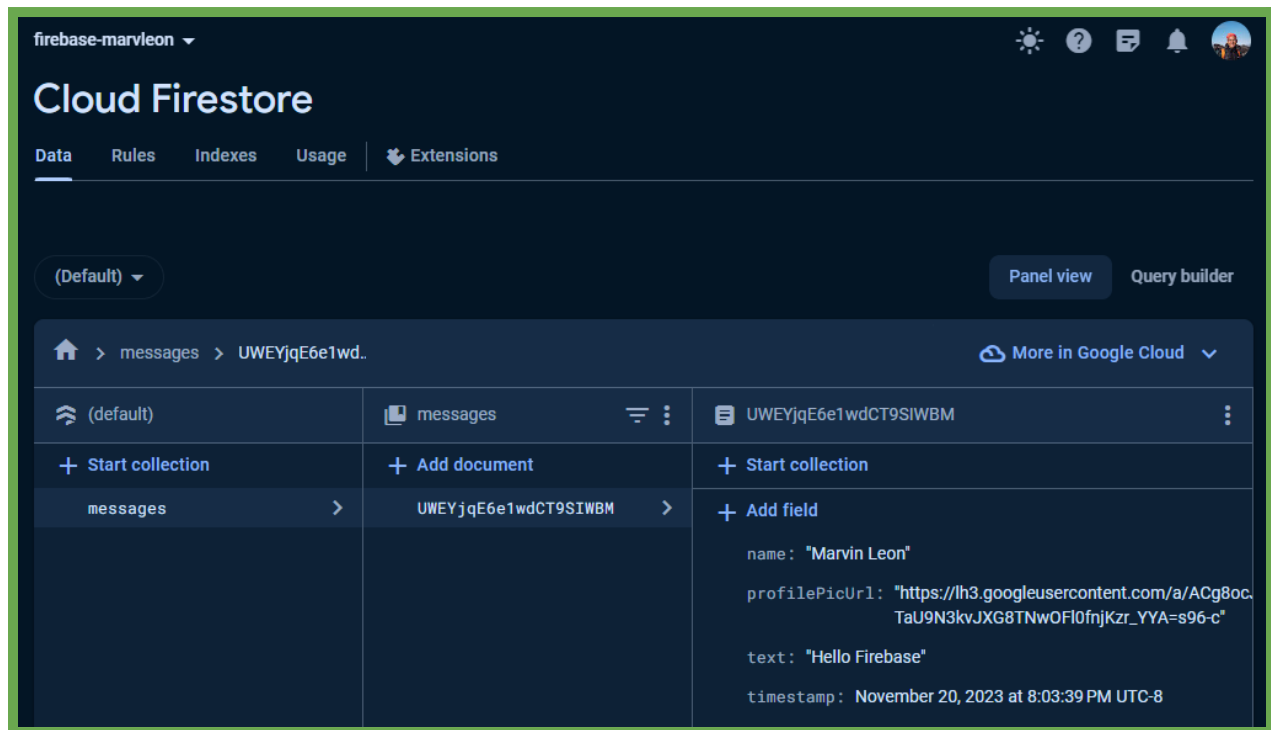 firebase-marvleon
Cloud Firestore
Data Rules Indexes Usage Extensions
(Default) Panel view Query builder
messages UWEYjqE6e1wd.. More in Google Cloud
(default) messages UWEYjqE6e1wdCT9SIWBM
Start collection Add document Start collection
messages UWEYjqE6e1wdCT9SIWBM Add field
name: "Marvin Leon"
profilePicUrl: "https://lh3.googleusercontent.com/a/ACg8ocJ
TaU9N3kvJXG8TNwOFl0fnjKzr_YYA=s96-c"
text: "Hello Firebase"
timestamp: November 20, 2023 at 8:03:39 PM UTC-8